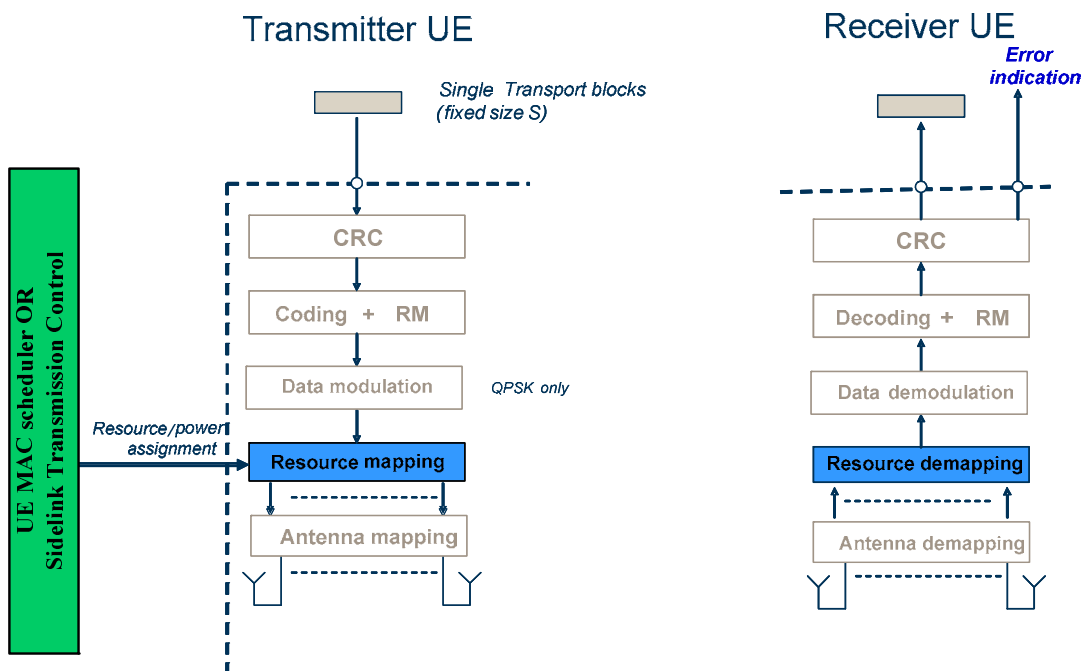 Transmitter UE
Receiver UE
Error
indication
Single Transport blocks
(fixed size S)
UE MAC scheduler OR
Sidelink Transmission Control
CRC
Coding + RM
Data modulation
QPSK only
Resource/power
assignment
Resource mapping
Antenna mapping
CRC
Decoding + RM
Data demodulation
Resource demapping
Antenna demapping